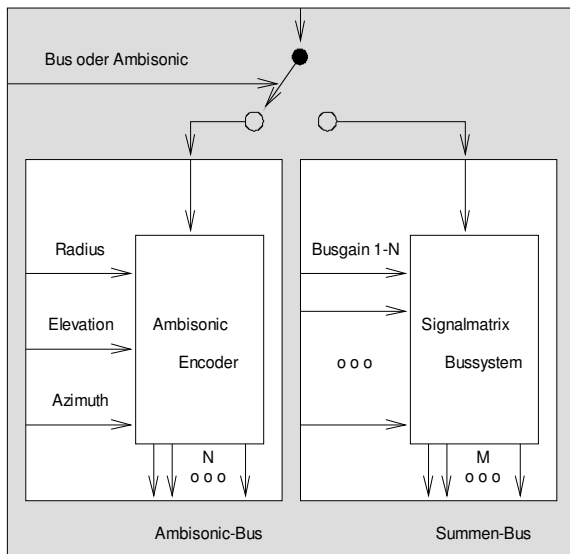 Bus oder Ambisonic
Radius
Elevation
Azimuth
Ambisonic
Encoder
N
o o o
Ambisonic-Bus
Busgain 1-N
o o o
Signalmatrix
Bussystem
M
o o o
Summen-Bus